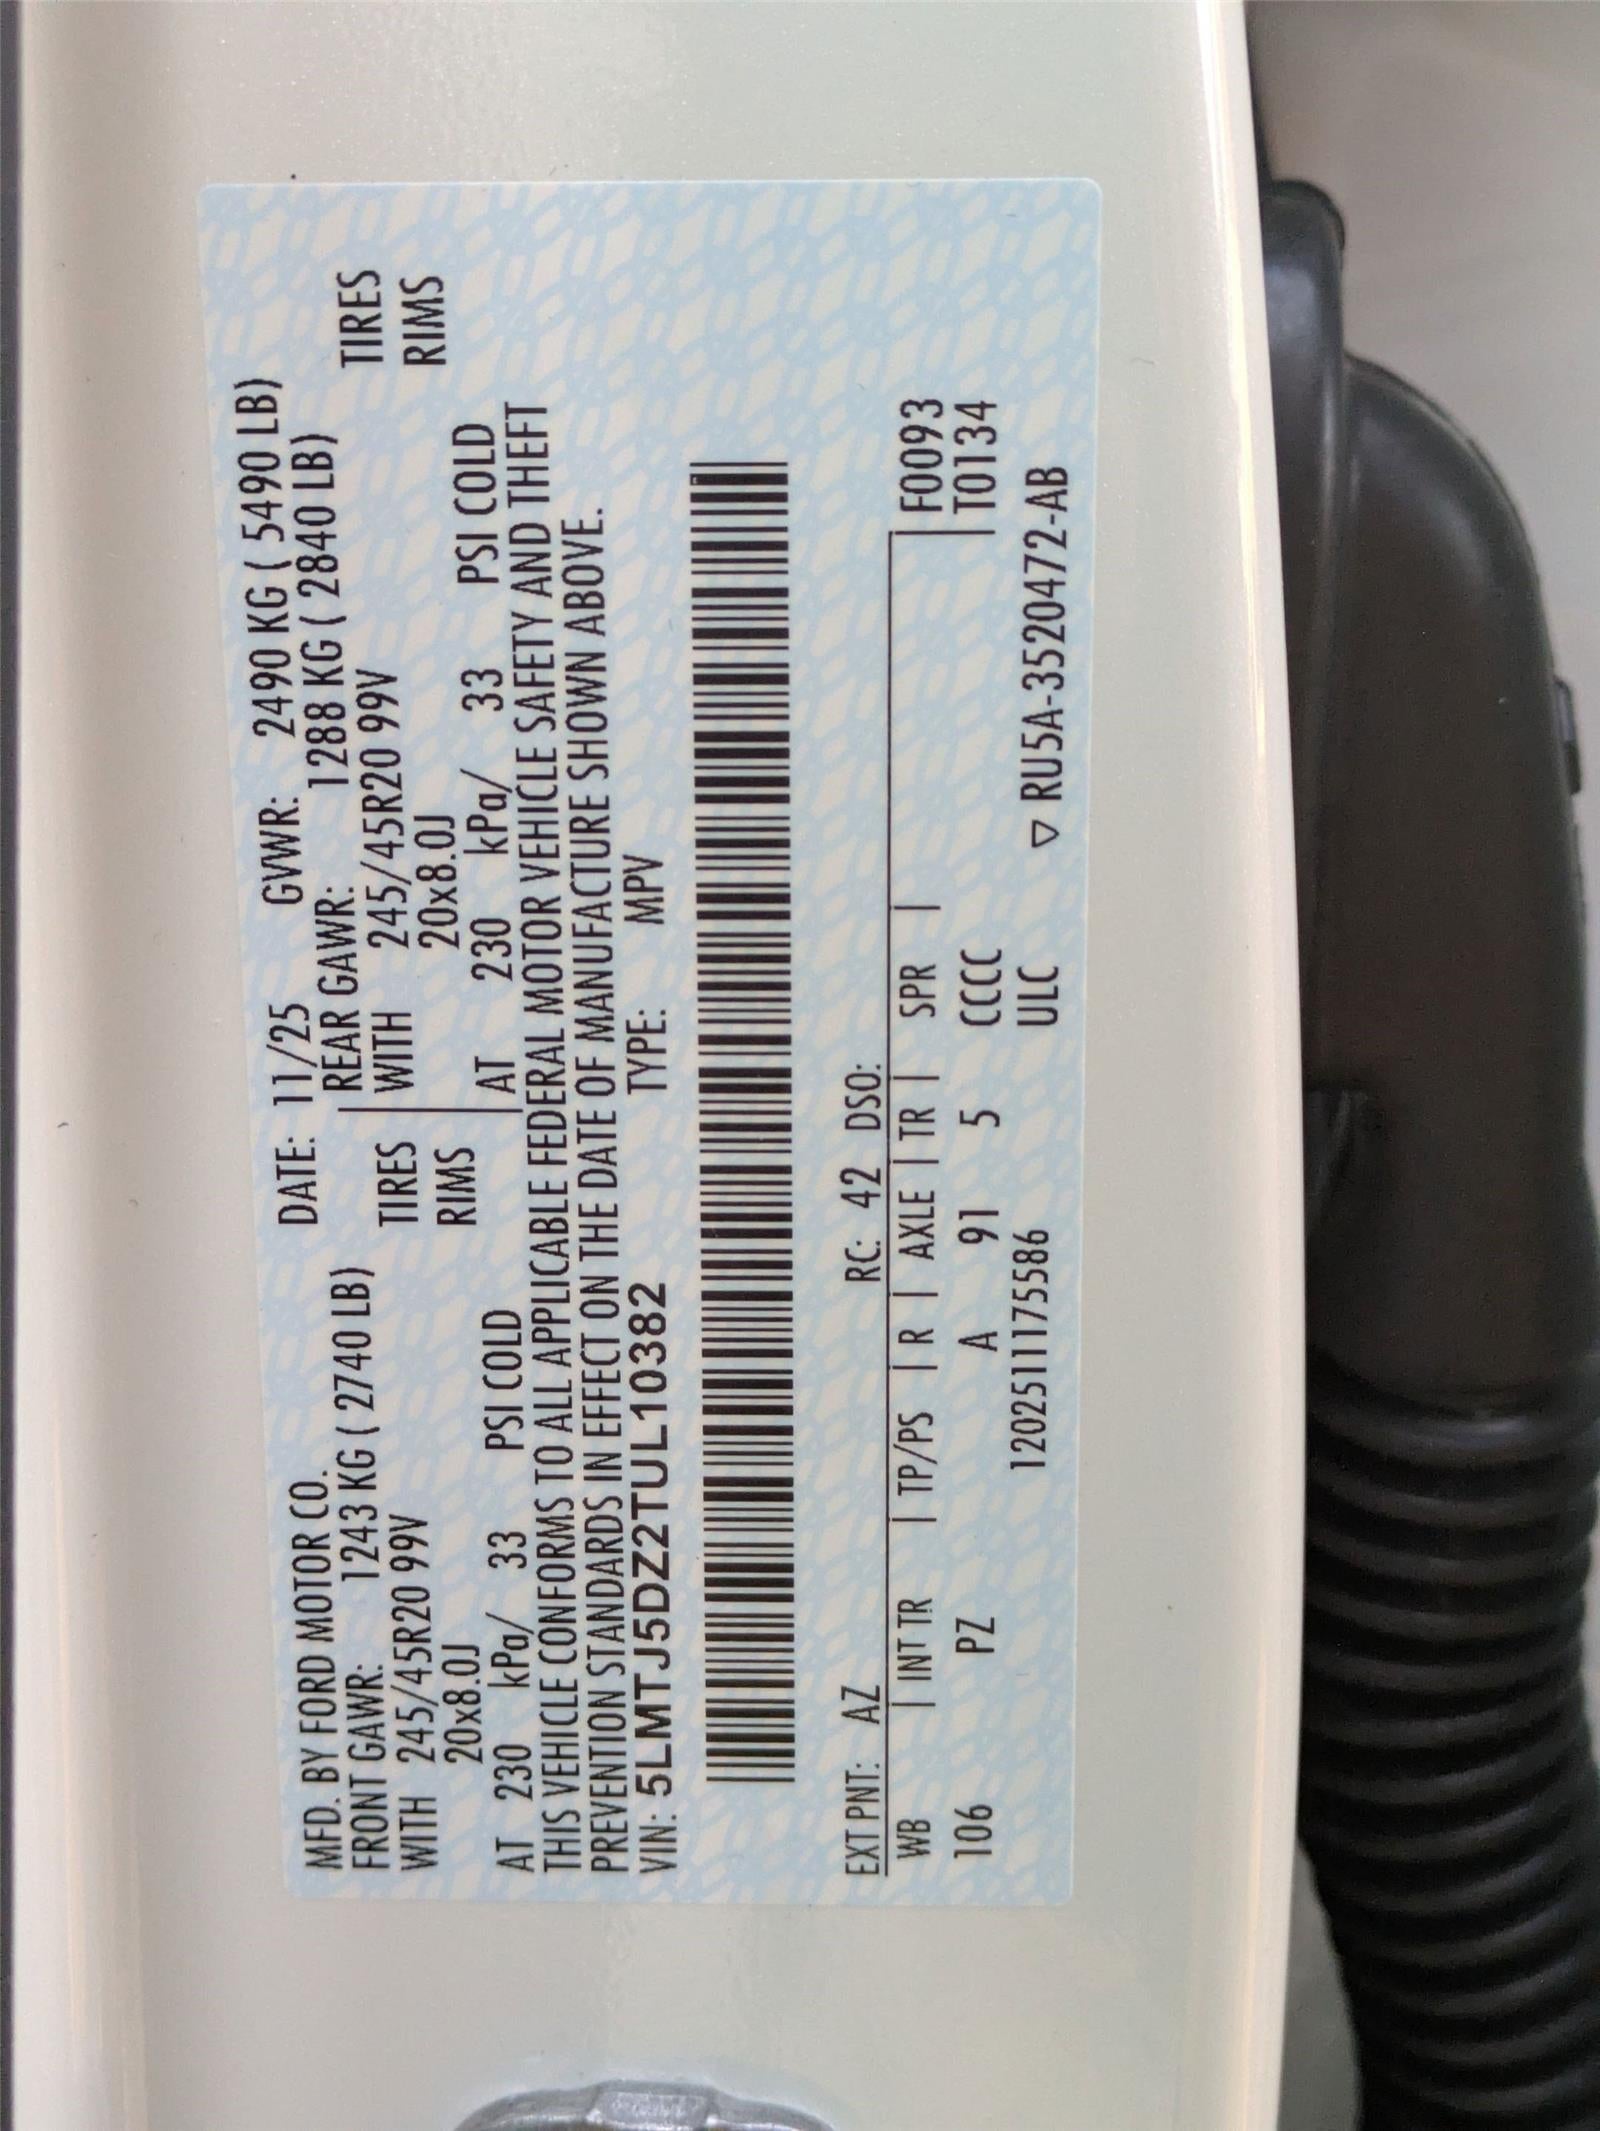 MFD. BY FORD MOTOR CO. DATE: 11/25 GVWR: 2490 KG ( 5490 LB)
FRONT GAWR: 1243 KG ( 2740 LB) REAR GAWR: 1288 KG ( 2840 LB)
WITH 245/45R20 99V TIRES WITH 245/45R20 99V TIRES
20x8.0J RIMS 20x8.0J RIMS
AT 230 kPa/ 33 PSI COLD AT 230 kPa/ 33 PSI COLD
THIS VEHICLE CONFORMS TO ALL APPLICABLE FEDERAL MOTOR VEHICLE SAFETY AND THEFT
PREVENTION STANDARDS IN EFFECT ON THE DATE OF MANUFACTURE SHOWN ABOVE.
VIN: 5LMTJ5DZ2TUL10382 TYPE: MPV
EXT PNT: AZ RC: 42 DSO:
WB | INT TR | TP/PS | R | AXLE | TR | SPR | | F0093
106 PZ A 91 5 CCCC T0134
1202511175586 ULC ▽ RU5A-3520472-AB